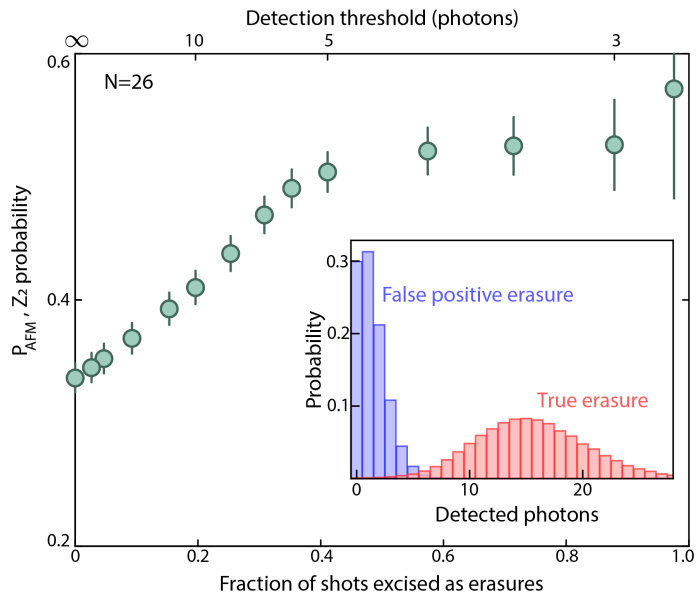 Detection threshold (photons)
∞ 10 5 3
0.6
N=26
0.4
0.2
P_AFM , Z₂ probability
0 0.2 0.4 0.6 0.8 1.0
Fraction of shots excised as erasures
0.3
0.2
0.1
Probability
False positive erasure
True erasure
0 10 20
Detected photons